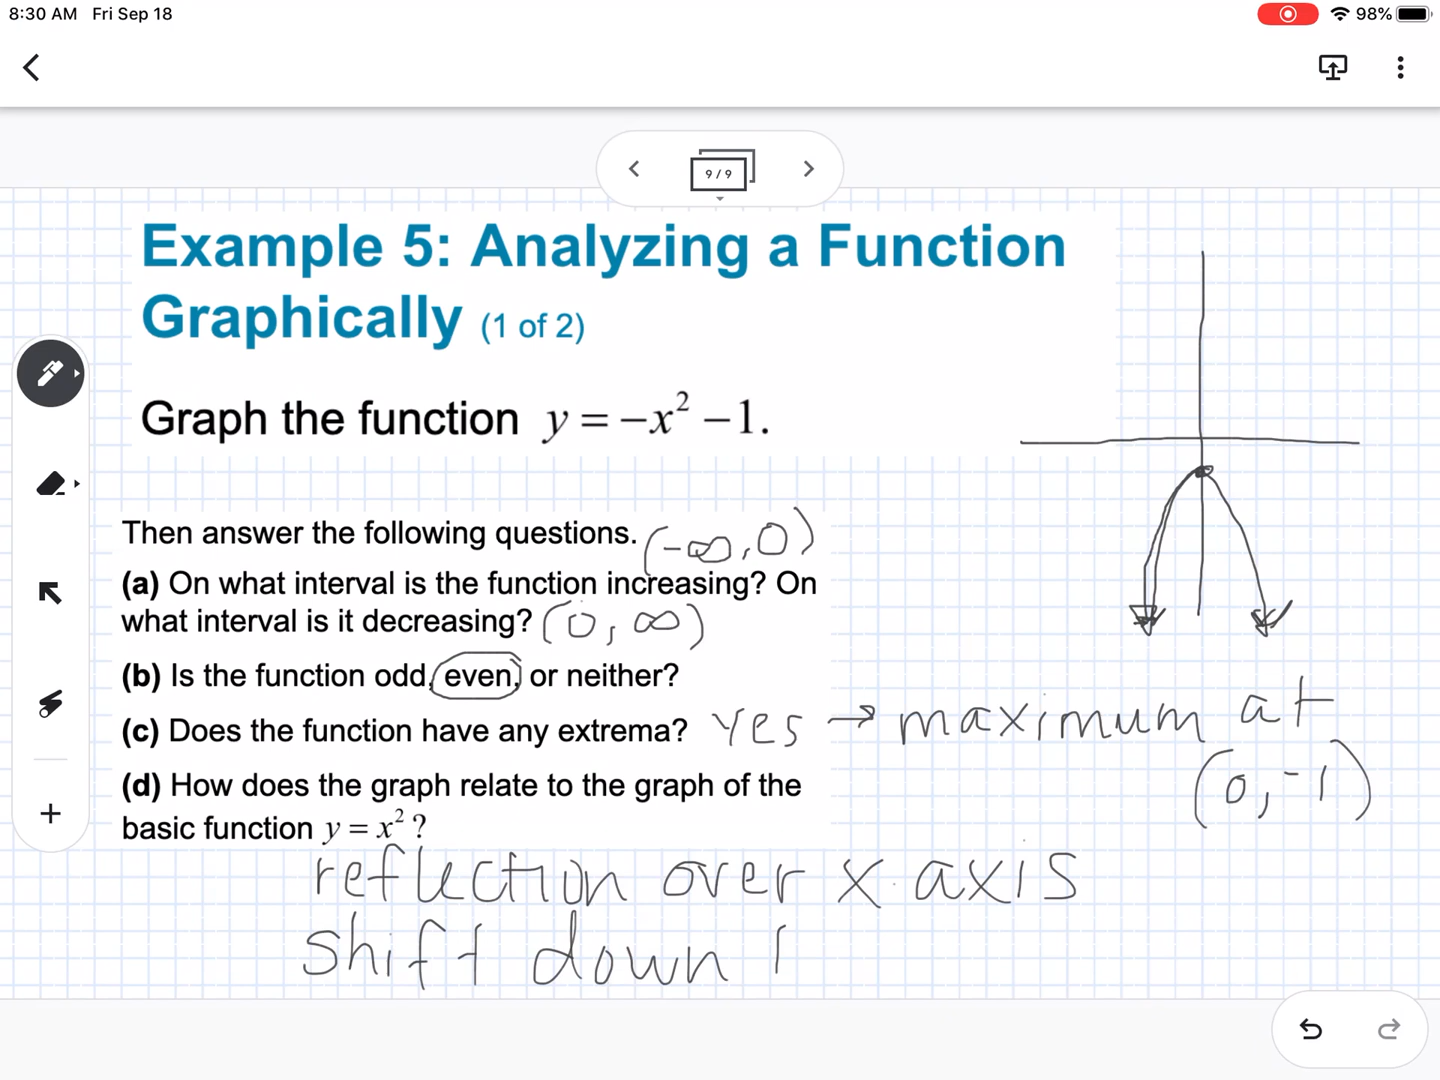 8:30 AM Fri Sep 18
98%
9/9
Example 5: Analyzing a Function
Graphically (1 of 2)
Graph the function y = −x² − 1.
Then answer the following questions. (-∞, 0)
(a) On what interval is the function increasing? On
what interval is it decreasing? (0, ∞)
(b) Is the function odd, even, or neither?
(c) Does the function have any extrema? Yes → maximum at
(0, -1)
(d) How does the graph relate to the graph of the
basic function y = x² ?
reflection over x axis
shift down 1